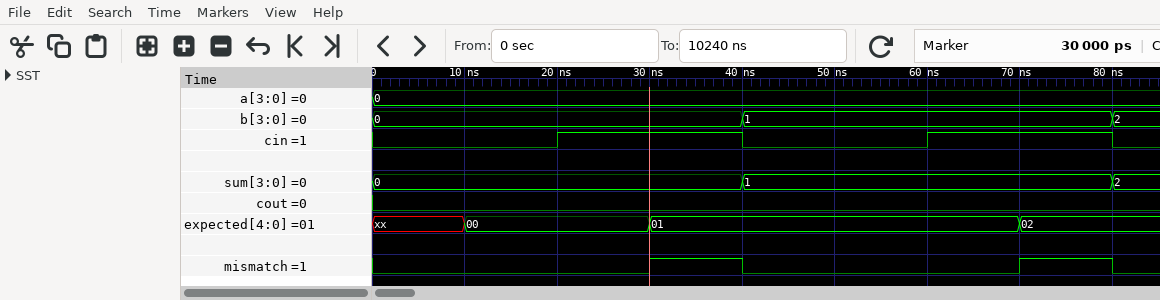 File Edit Search Time Markers View Help
From: 0 sec To: 10240 ns Marker 30 000 ps | C
SST
Time 0 10 ns 20 ns 30 ns 40 ns 50 ns 60 ns 70 ns 80 ns
a[3:0]=0 0
b[3:0]=0 0 1 2
cin=1
sum[3:0]=0 0 1 2
cout=0
expected[4:0]=01 xx 00 01 02
mismatch=1